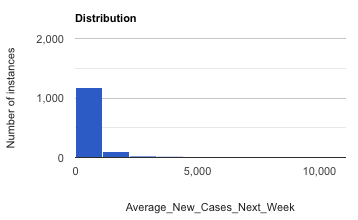 Distribution
2,000
1,000
0
Number of instances
0
5,000
10,000
Average_New_Cases_Next_Week